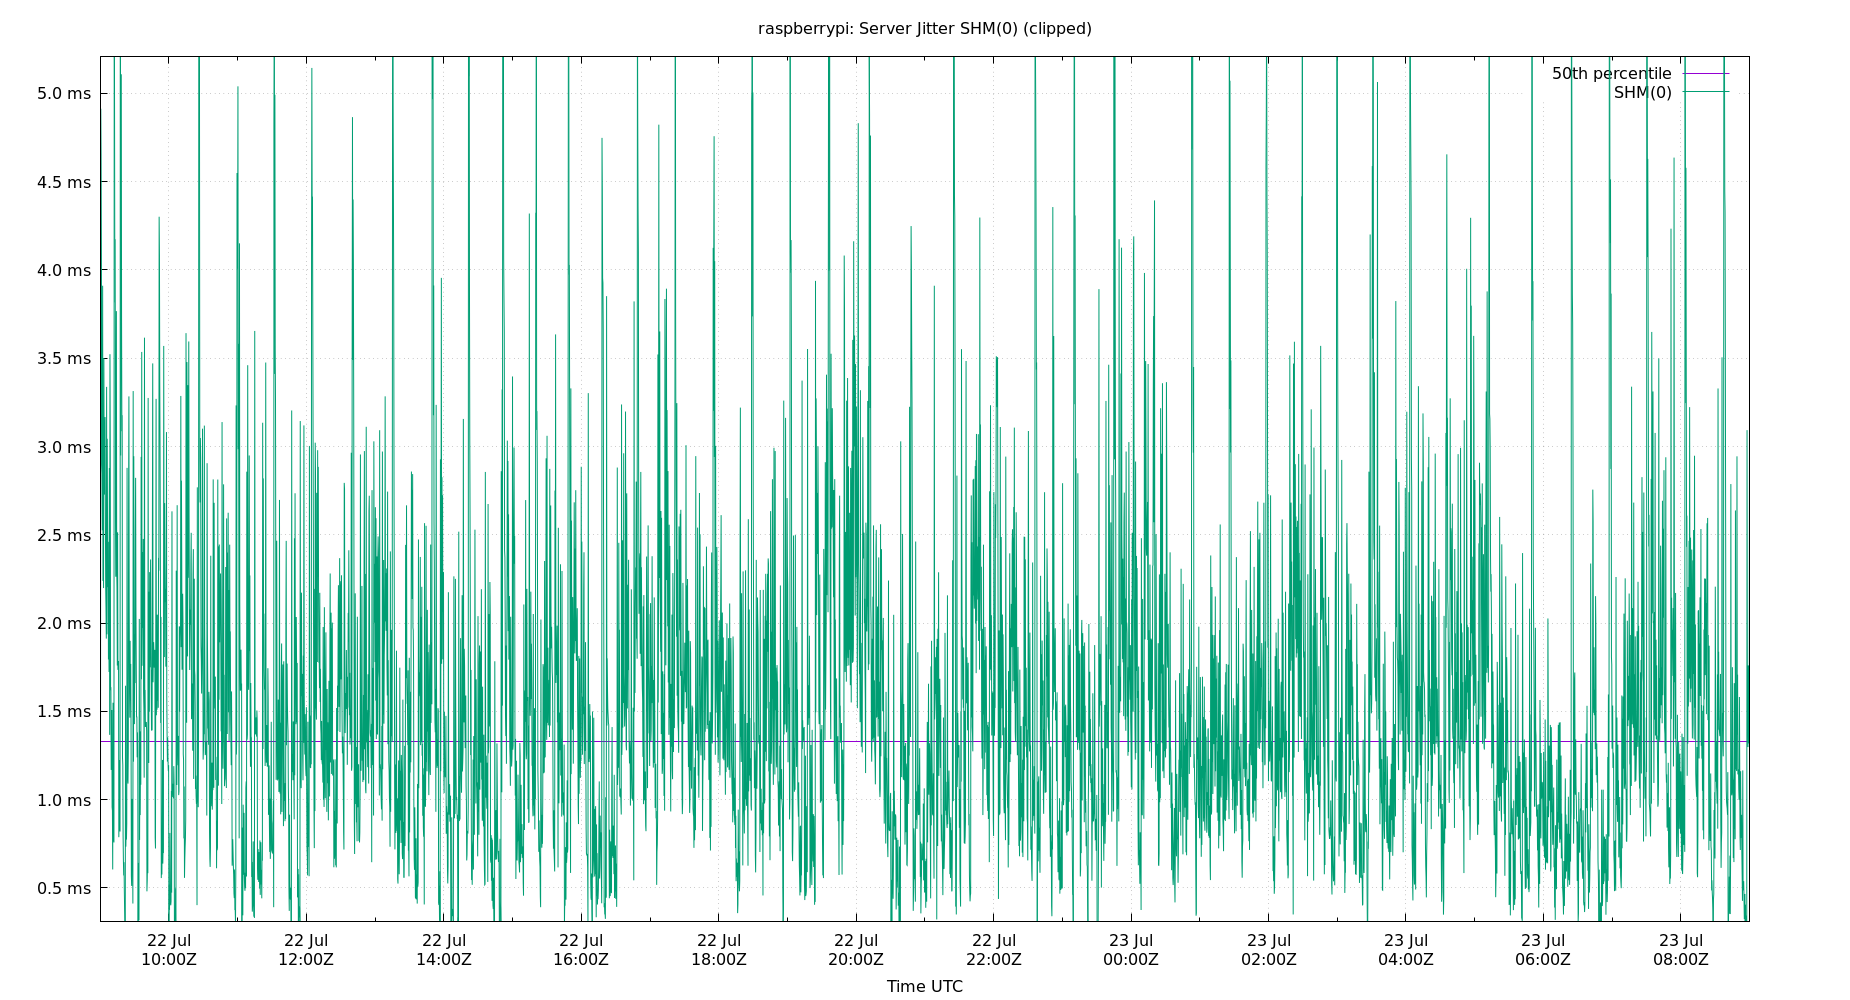 raspberrypi: Server Jitter SHM(0) (clipped)
50th percentile
SHM(0)
5.0 ms
4.5 ms
4.0 ms
3.5 ms
3.0 ms
2.5 ms
2.0 ms
1.5 ms
1.0 ms
0.5 ms
22 Jul 22 Jul 22 Jul 22 Jul 22 Jul 22 Jul 22 Jul 23 Jul 23 Jul 23 Jul 23 Jul 23 Jul
10:00Z 12:00Z 14:00Z 16:00Z 18:00Z 20:00Z 22:00Z 00:00Z 02:00Z 04:00Z 06:00Z 08:00Z
Time UTC